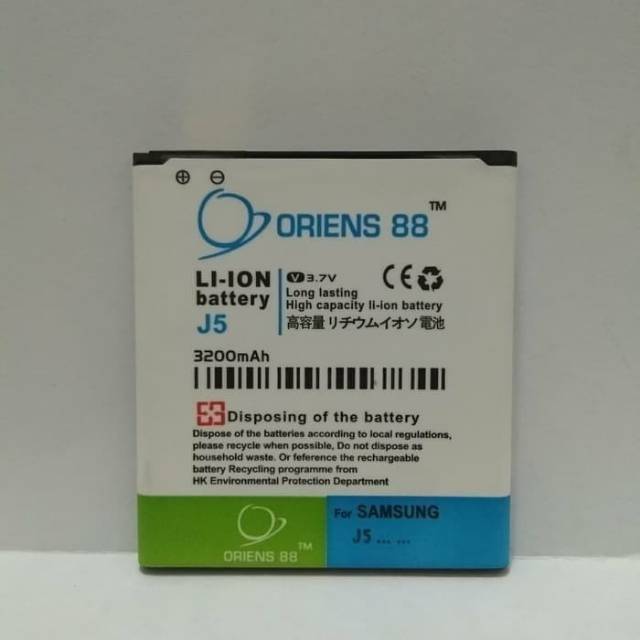 ⊕ ⊖
ORIENS 88™
LI-ION
battery
J5
V 3.7V
Long lasting
High capacity li-ion battery
高容量 リチウムイオン電池
3200mAh
Disposing of the battery
Dispose of the batteries according to local regulations,
please recycle when possible, Do not dispose as
household waste. Or reference the rechargeable
battery Recycling programme from
HK Environmental Protection Department
ORIENS 88™
For SAMSUNG
J5 ... ...